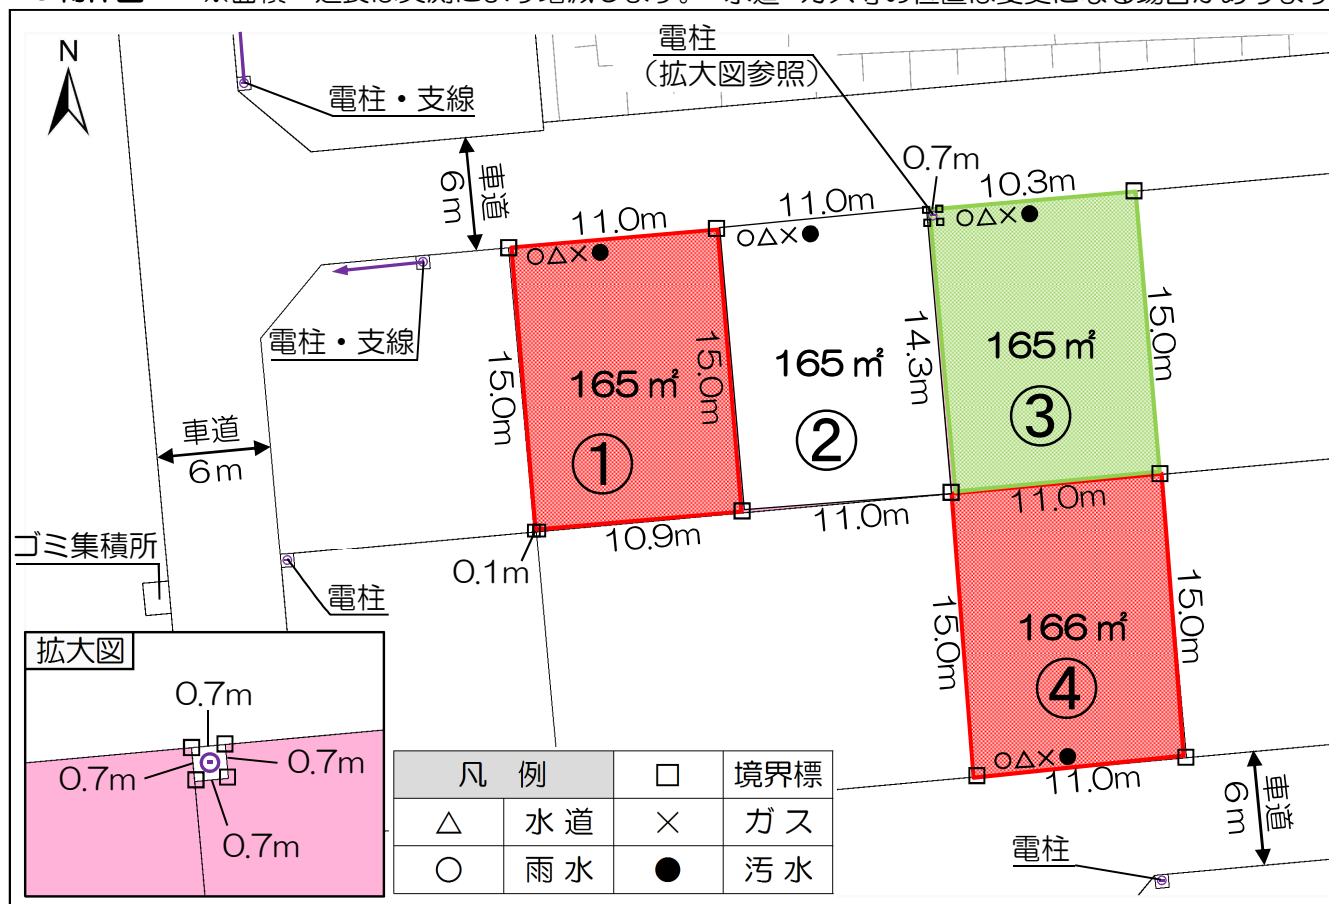 N
電柱・支線
電柱
（拡大図参照）
車道
6m
0.7m
10.3m
11.0m
11.0m
○△×●
○△×●
○△×●
電柱・支線
15.0m
15.0m
14.3m
15.0m
165㎡
①
165㎡
②
165㎡
③
車道
6m
10.9m
11.0m
11.0m
0.1m
ゴミ集積所
電柱
15.0m
15.0m
166㎡
④
○△×●
11.0m
車道
6m
電柱
拡大図
0.7m
0.7m
0.7m
0.7m
凡 例 □ 境界標
△ 水道 × ガス
○ 雨水 ● 汚水